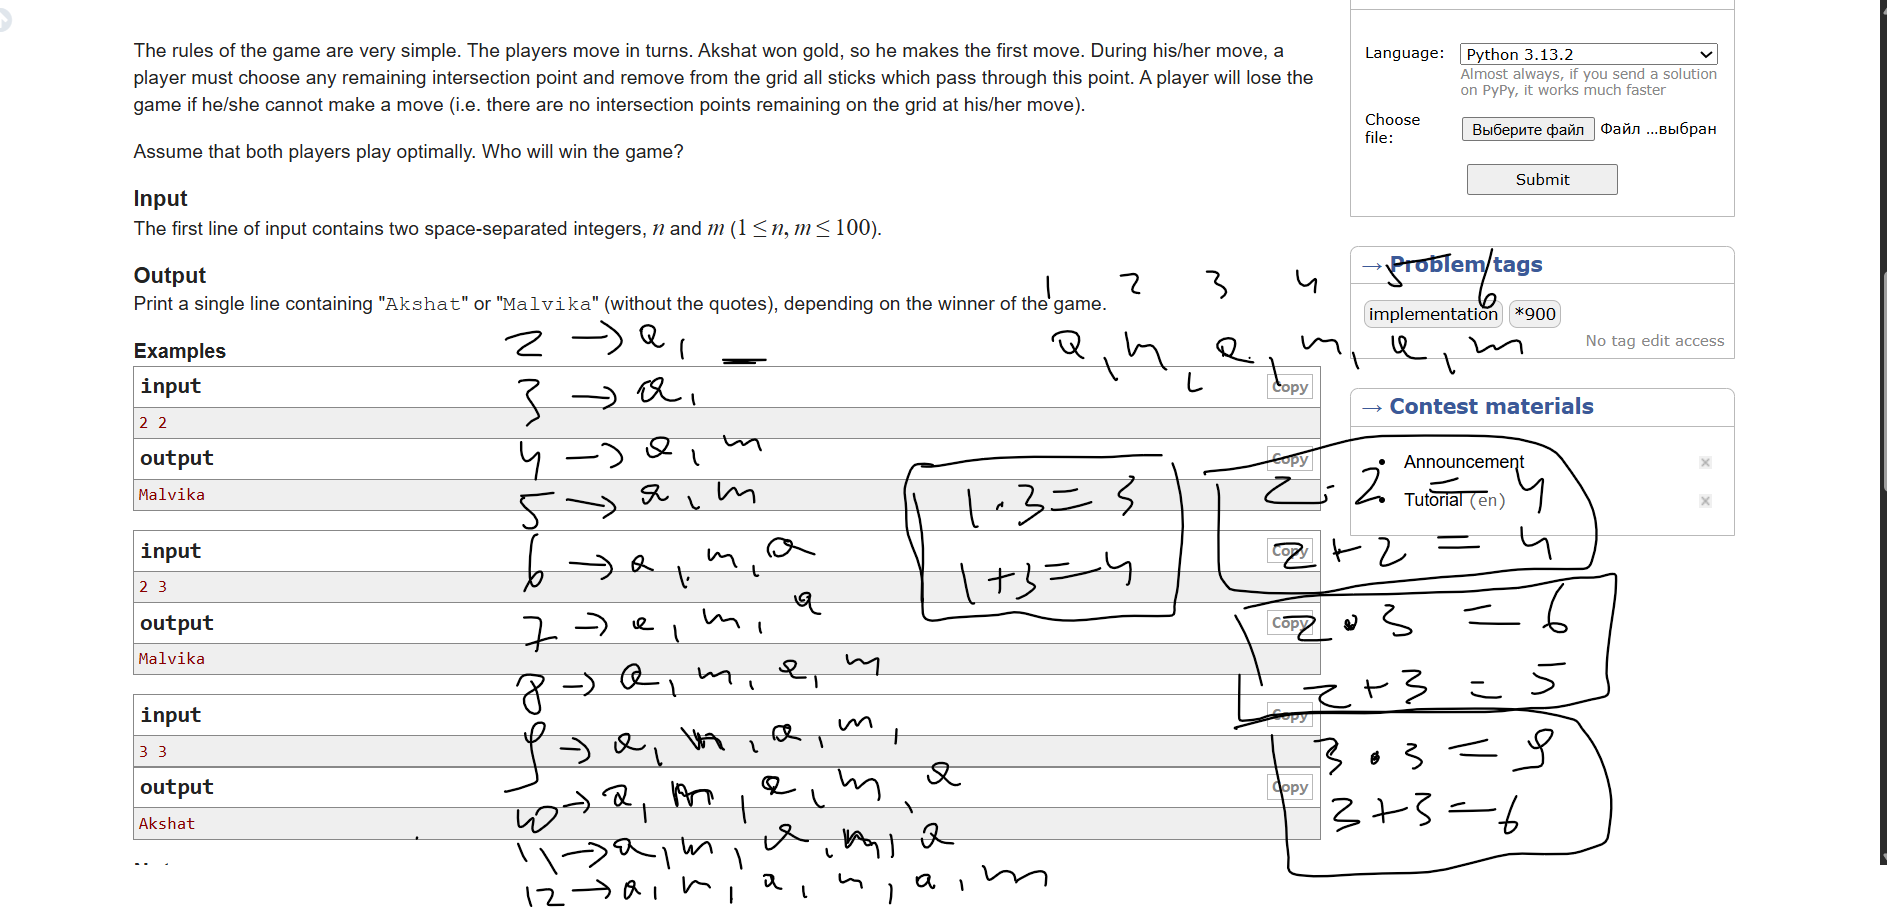 The rules of the game are very simple. The players move in turns. Akshat won gold, so he makes the first move. During his/her move, a
player must choose any remaining intersection point and remove from the grid all sticks which pass through this point. A player will lose the
game if he/she cannot make a move (i.e. there are no intersection points remaining on the grid at his/her move).
Assume that both players play optimally. Who will win the game?
Input
The first line of input contains two space-separated integers, n and m (1 ≤ n, m ≤ 100).
Output
Print a single line containing "Akshat" or "Malvika" (without the quotes), depending on the winner of the game.
Examples
input
Copy
2 2
output
Copy
Malvika
input
Copy
2 3
output
Copy
Malvika
input
Copy
3 3
output
Copy
Akshat
1 2 3 4 5 6
a, m, a, m, a, m
2 → a,
3 → a,
4 → a, m
5 → a, m
6 → a, m, a
7 → a, m, a
8 → a, m, a, m
9 → a, m, a, m,
10 → a, m, a, m, a
11 → a, m, a, m, a
12 → a, m, a, m, a, m
1 · 3 = 3
1 + 3 = 4
2 · 2 = 4
2 + 2 = 4
2 · 3 = 6
2 + 3 = 5
3 · 3 = 9
3 + 3 = 6
Language:
Python 3.13.2
Almost always, if you send a solution
on PyPy, it works much faster
Choose
file:
Выберите файл Файл ...выбран
Submit
→ Problem tags
implementation *900
No tag edit access
→ Contest materials
Announcement
Tutorial (en)